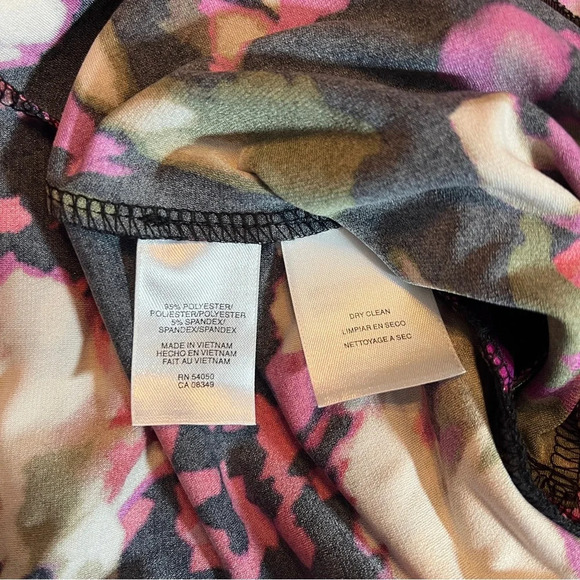 95% POLYESTER/
POLIÉSTER/POLYESTER
5% SPANDEX/
SPANDEX/SPANDEX
MADE IN VIETNAM
HECHO EN VIETNAM
FAIT AU VIETNAM
RN 54050
CA 08349
DRY CLEAN
LIMPIAR EN SECO
NETTOYAGE A SEC